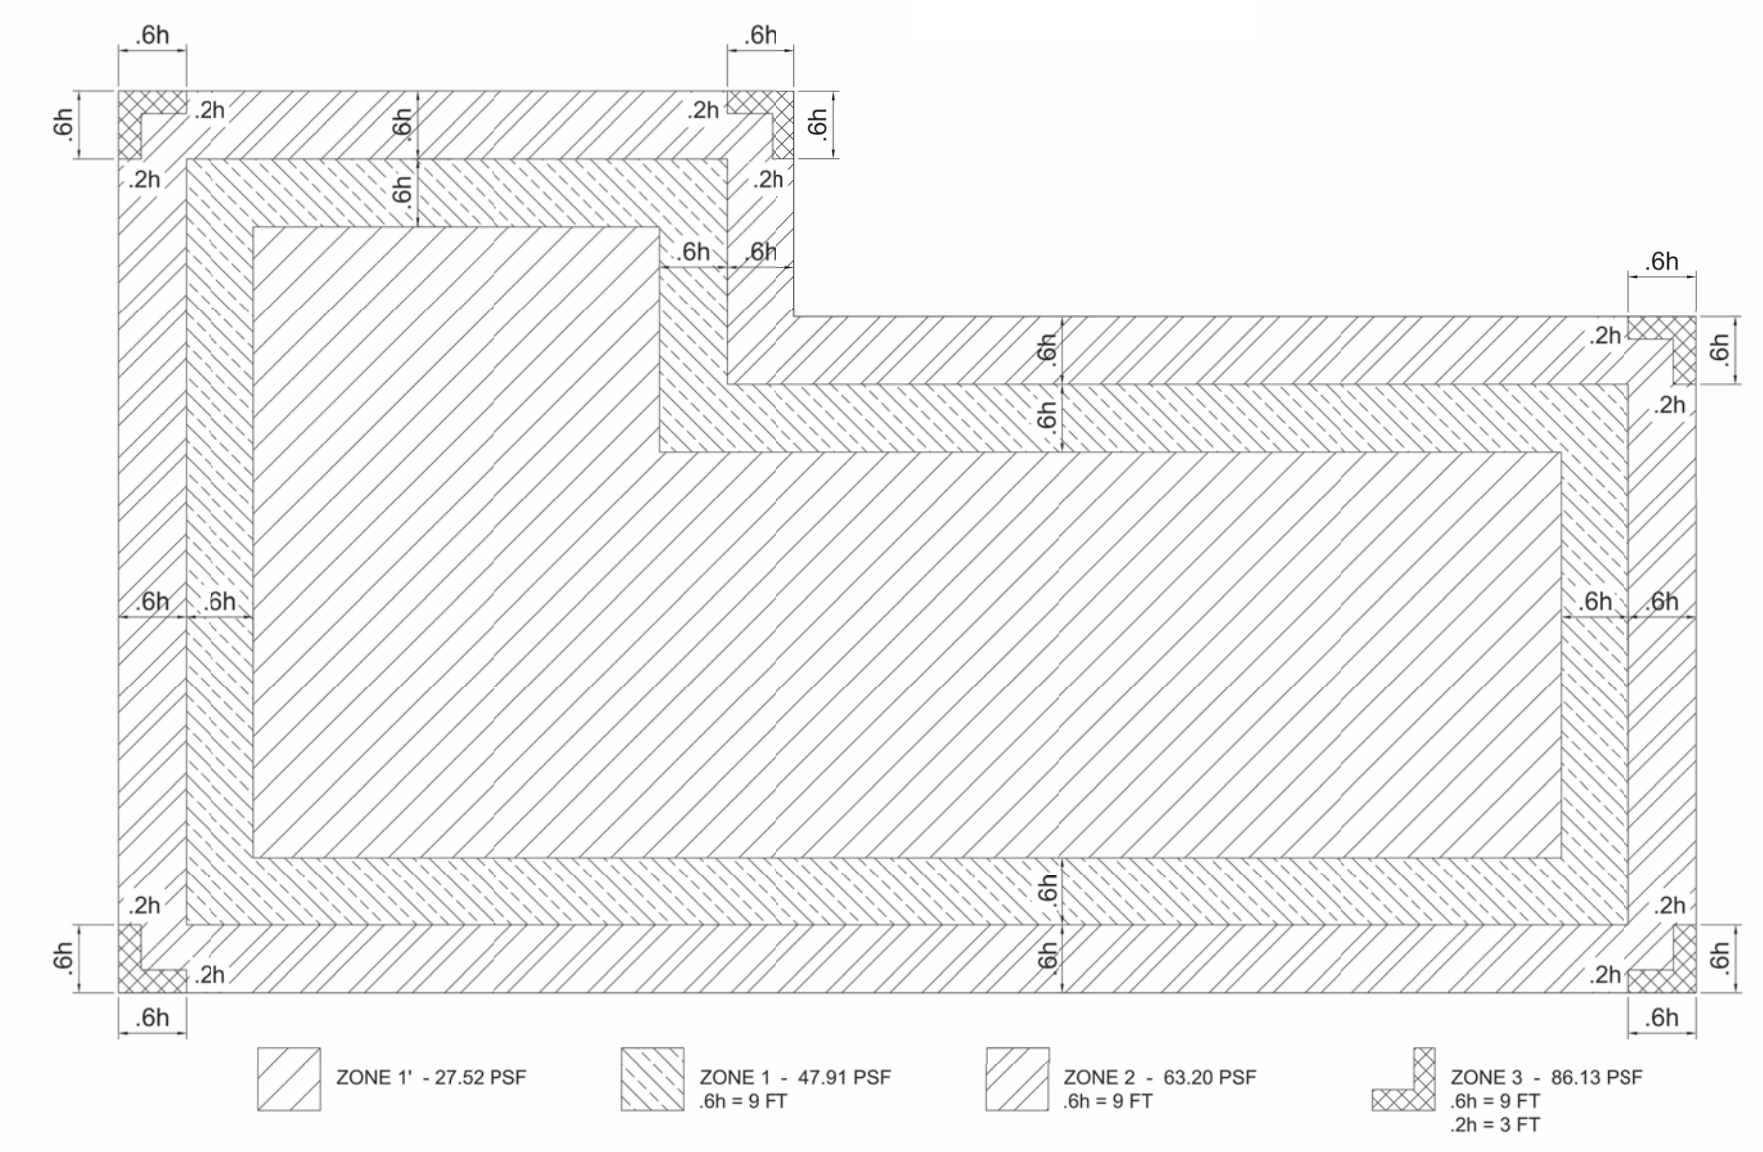 .6h
.6h
.6h
.2h
.6h
.2h
.6h
.2h
.6h
.2h
.6h
.6h
.6h
.6h
.2h
.6h
.6h
.2h
.6h
.6h
.6h
.6h
.2h
.6h
.2h
.6h
.2h
.6h
.2h
.6h
.6h
.6h
ZONE 1' - 27.52 PSF
ZONE 1 - 47.91 PSF
.6h = 9 FT
ZONE 2 - 63.20 PSF
.6h = 9 FT
ZONE 3 - 86.13 PSF
.6h = 9 FT
.2h = 3 FT